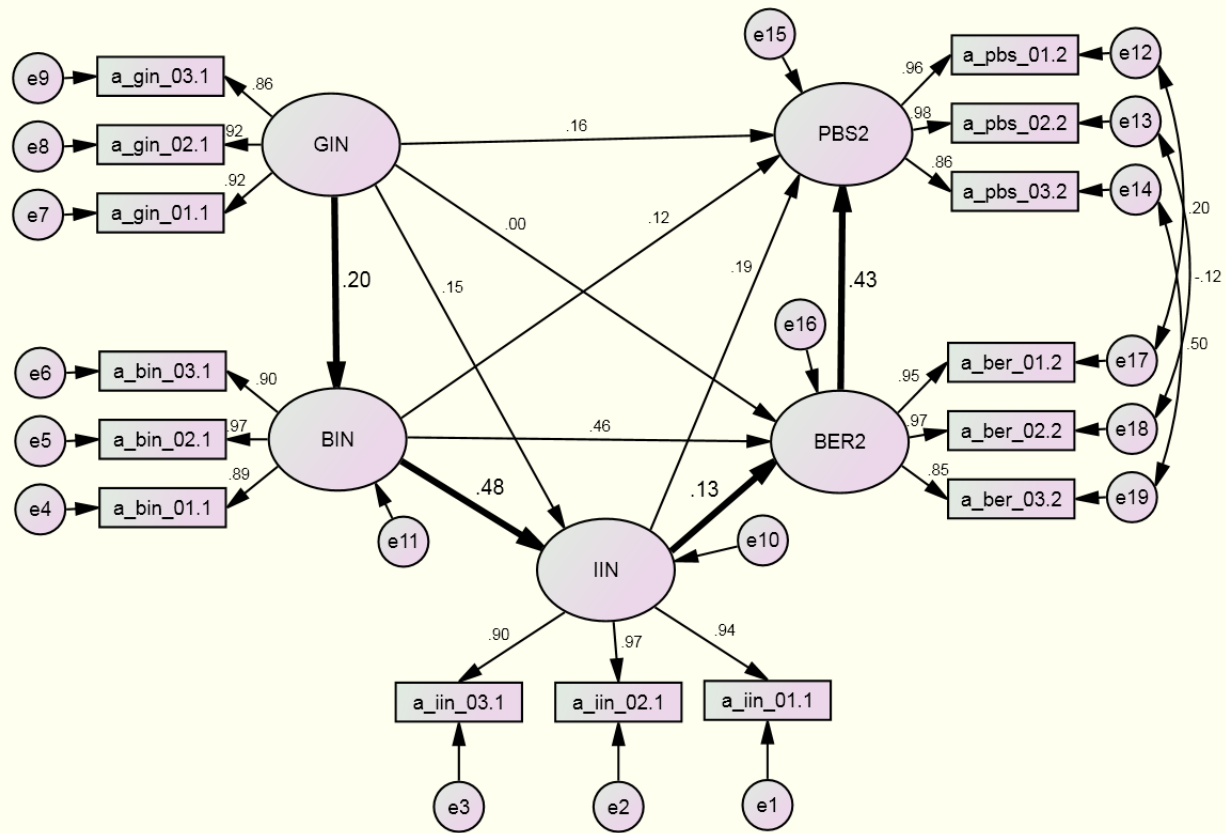 e15
a_pbs_01.2
e12
e9
a_gin_03.1
.86
.96
GIN
.16
PBS2
.98
a_pbs_02.2
e13
e8
a_gin_02.1
.92
.86
a_pbs_03.2
e14
e7
a_gin_01.1
.92
.20
.00
.12
.20
.15
.19
.43
-.12
e16
.50
e6
a_bin_03.1
.90
.95
a_ber_01.2
e17
e5
a_bin_02.1
.97
BIN
.46
BER2
.97
a_ber_02.2
e18
e4
a_bin_01.1
.89
.48
.13
.85
a_ber_03.2
e19
e11
e10
IIN
.90
.97
.94
a_iin_03.1
a_iin_02.1
a_iin_01.1
e3
e2
e1